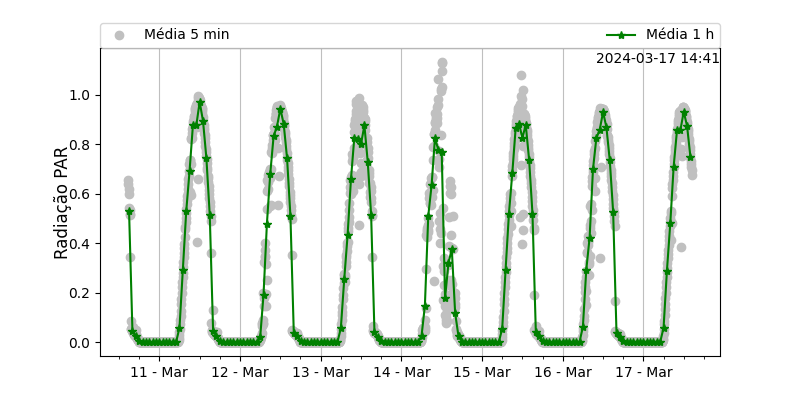 Média 5 min
Média 1 h
2024-03-17 14:41
Radiação PAR
1.0
0.8
0.6
0.4
0.2
0.0
11 - Mar
12 - Mar
13 - Mar
14 - Mar
15 - Mar
16 - Mar
17 - Mar